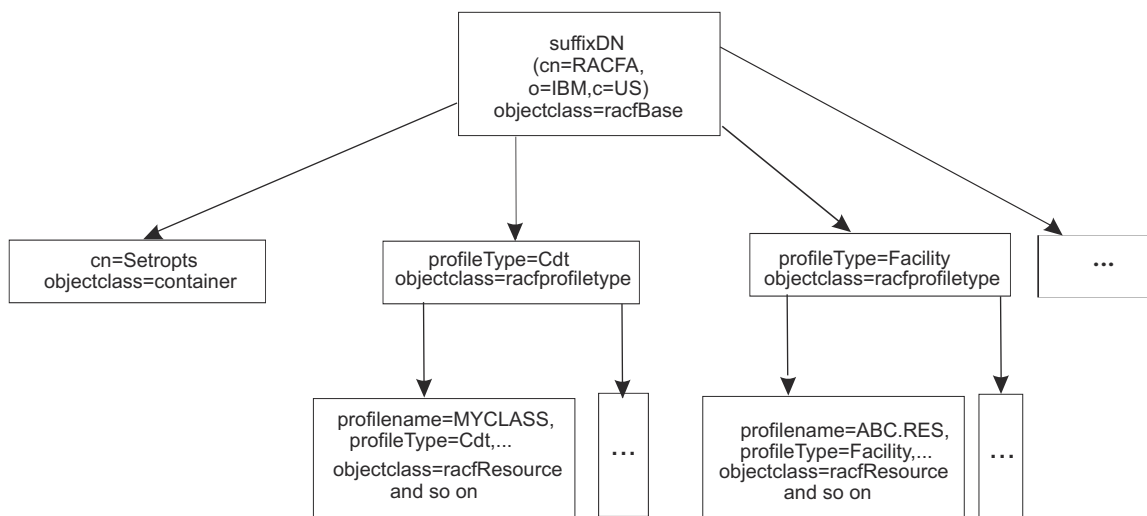 suffixDN
(cn=RACFA,
o=IBM,c=US)
objectclass=racfBase
cn=Setropts
objectclass=container
profileType=Cdt
objectclass=racfprofiletype
profileType=Facility
objectclass=racfprofiletype
...
profilename=MYCLASS,
profileType=Cdt,...
objectclass=racfResource
and so on
...
profilename=ABC.RES,
profileType=Facility,...
objectclass=racfResource
and so on
...